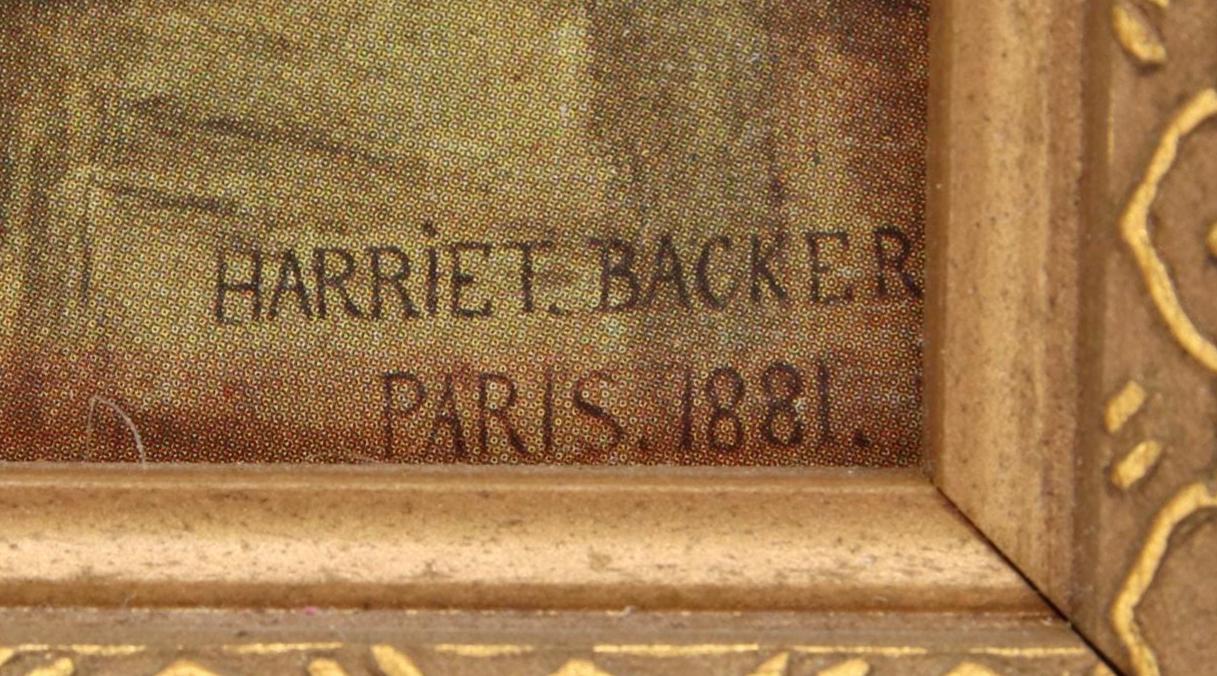 HARRiET. BACKER
PARIS. 1881.